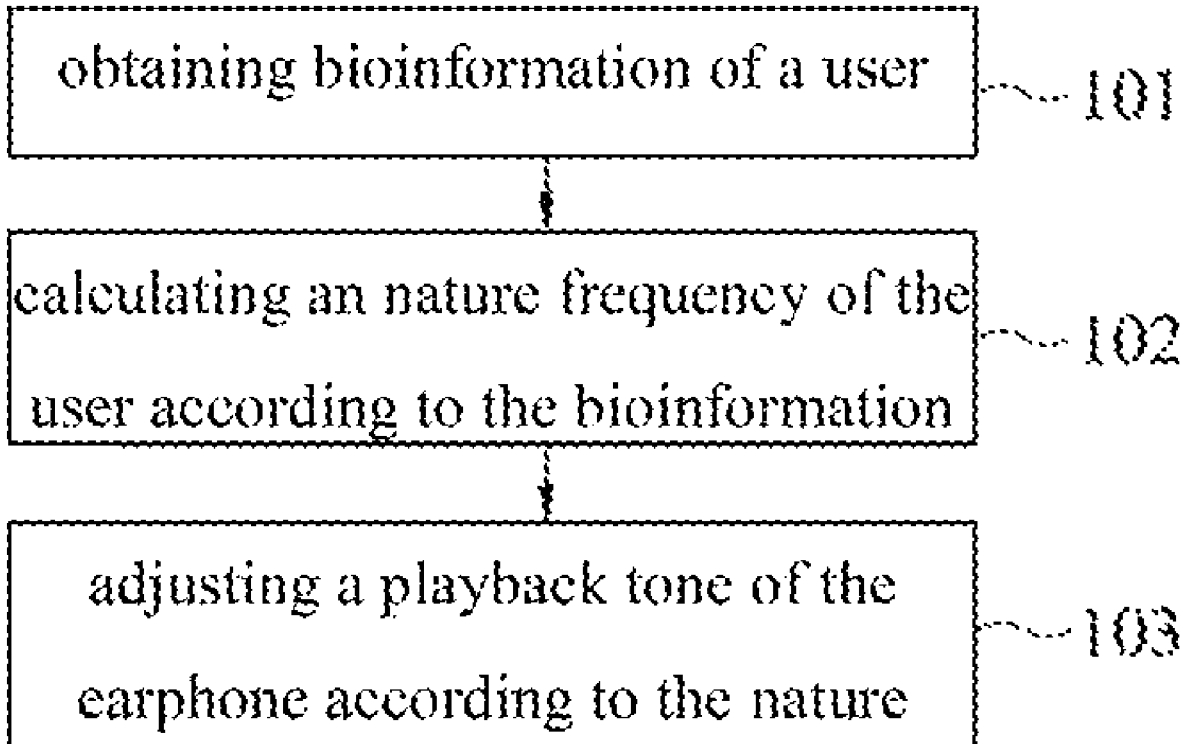 obtaining bioinformation of a user
101
calculating an nature frequency of the
user according to the bioinformation
102
adjusting a playback tone of the
earphone according to the nature
103